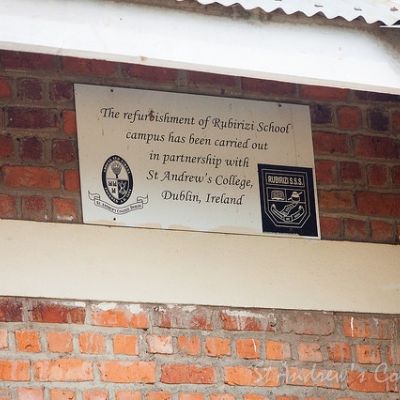 The refurbishment of Rubirizi School
campus has been carried out
in partnership with
St Andrew's College,
Dublin, Ireland
RUBIRIZI S.S.S.
St Andrew's Co